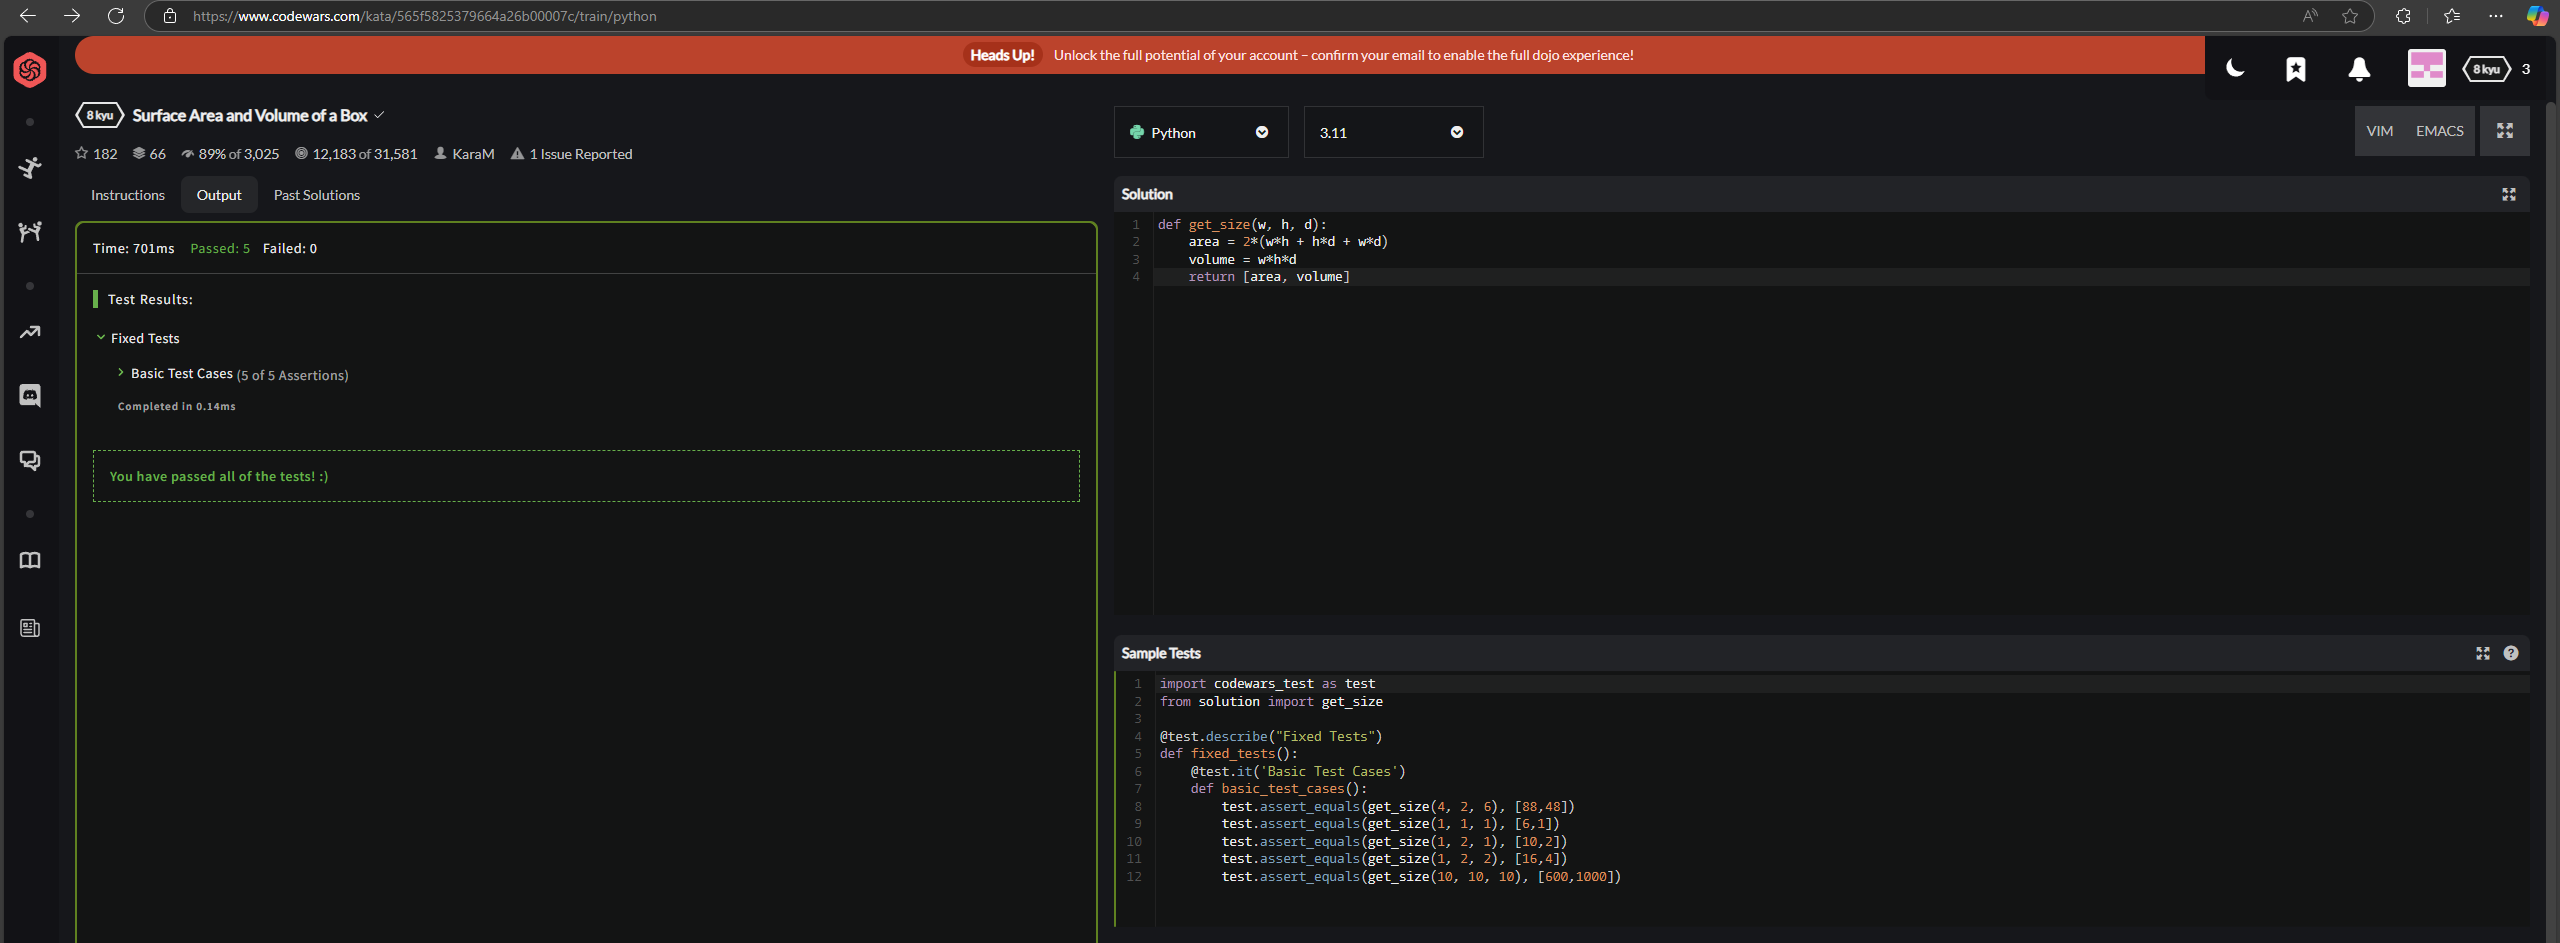 https://www.codewars.com/kata/565f5825379664a26b00007c/train/python
Heads Up! Unlock the full potential of your account – confirm your email to enable the full dojo experience!
8 kyu 3
8 kyu Surface Area and Volume of a Box
182 66 89% of 3,025 12,183 of 31,581 KaraM 1 Issue Reported
Instructions Output Past Solutions
Time: 701ms Passed: 5 Failed: 0
Test Results:
Fixed Tests
Basic Test Cases (5 of 5 Assertions)
Completed in 0.14ms
You have passed all of the tests! :)
Python 3.11 VIM EMACS
Solution
1 def get_size(w, h, d):
2 area = 2*(w*h + h*d + w*d)
3 volume = w*h*d
4 return [area, volume]
Sample Tests
1 import codewars_test as test
2 from solution import get_size
3
4 @test.describe("Fixed Tests")
5 def fixed_tests():
6 @test.it('Basic Test Cases')
7 def basic_test_cases():
8 test.assert_equals(get_size(4, 2, 6), [88,48])
9 test.assert_equals(get_size(1, 1, 1), [6,1])
10 test.assert_equals(get_size(1, 2, 1), [10,2])
11 test.assert_equals(get_size(1, 2, 2), [16,4])
12 test.assert_equals(get_size(10, 10, 10), [600,1000])